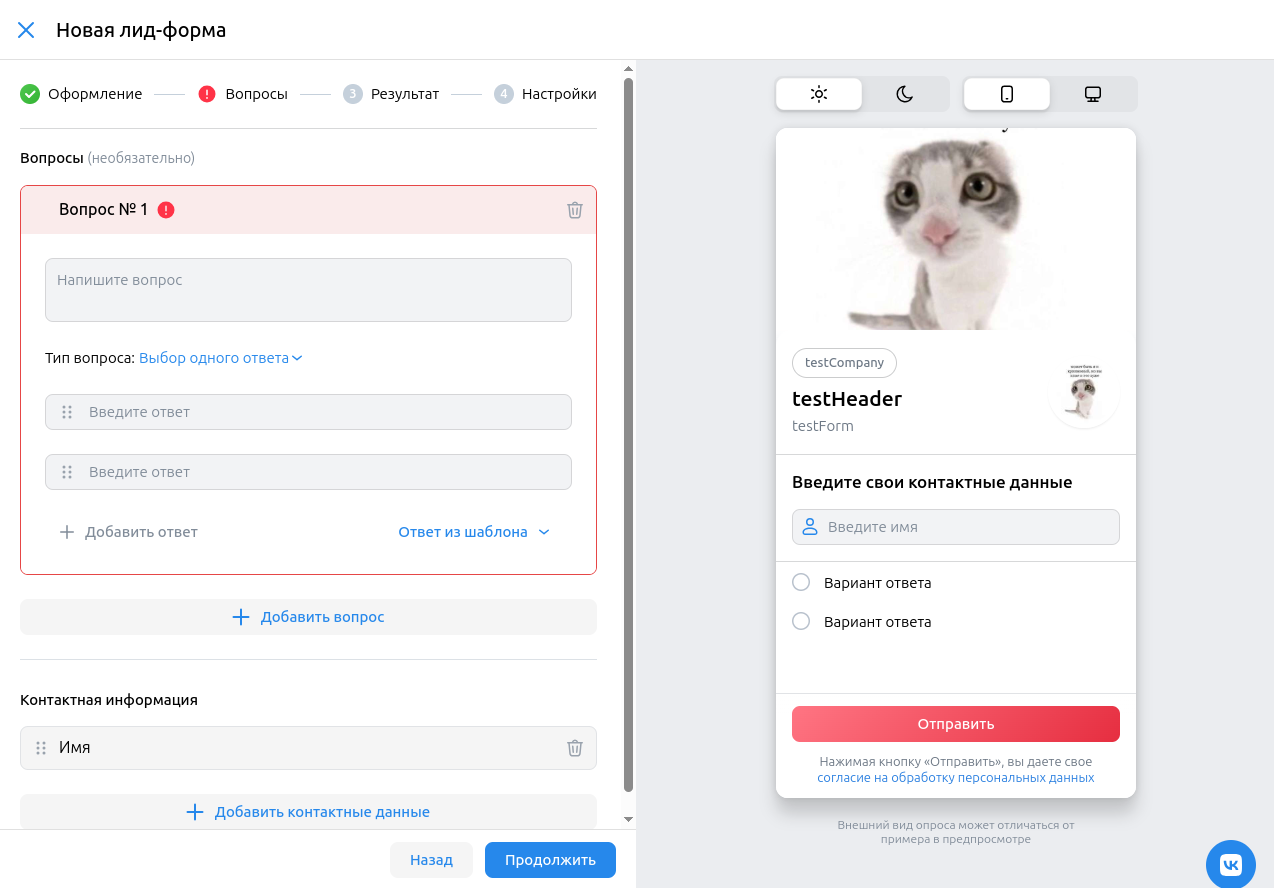 Новая лид-форма
Оформление
Вопросы
3 Результат
4 Настройки
Вопросы (необязательно)
Вопрос № 1
Напишите вопрос
Тип вопроса: Выбор одного ответа
Введите ответ
Введите ответ
Добавить ответ
Ответ из шаблона
Добавить вопрос
Контактная информация
Имя
Добавить контактные данные
Назад
Продолжить
testCompany
testHeader
testForm
Введите свои контактные данные
Введите имя
Вариант ответа
Вариант ответа
Отправить
Нажимая кнопку «Отправить», вы даете свое
согласие на обработку персональных данных
Внешний вид опроса может отличаться от
примера в предпросмотре